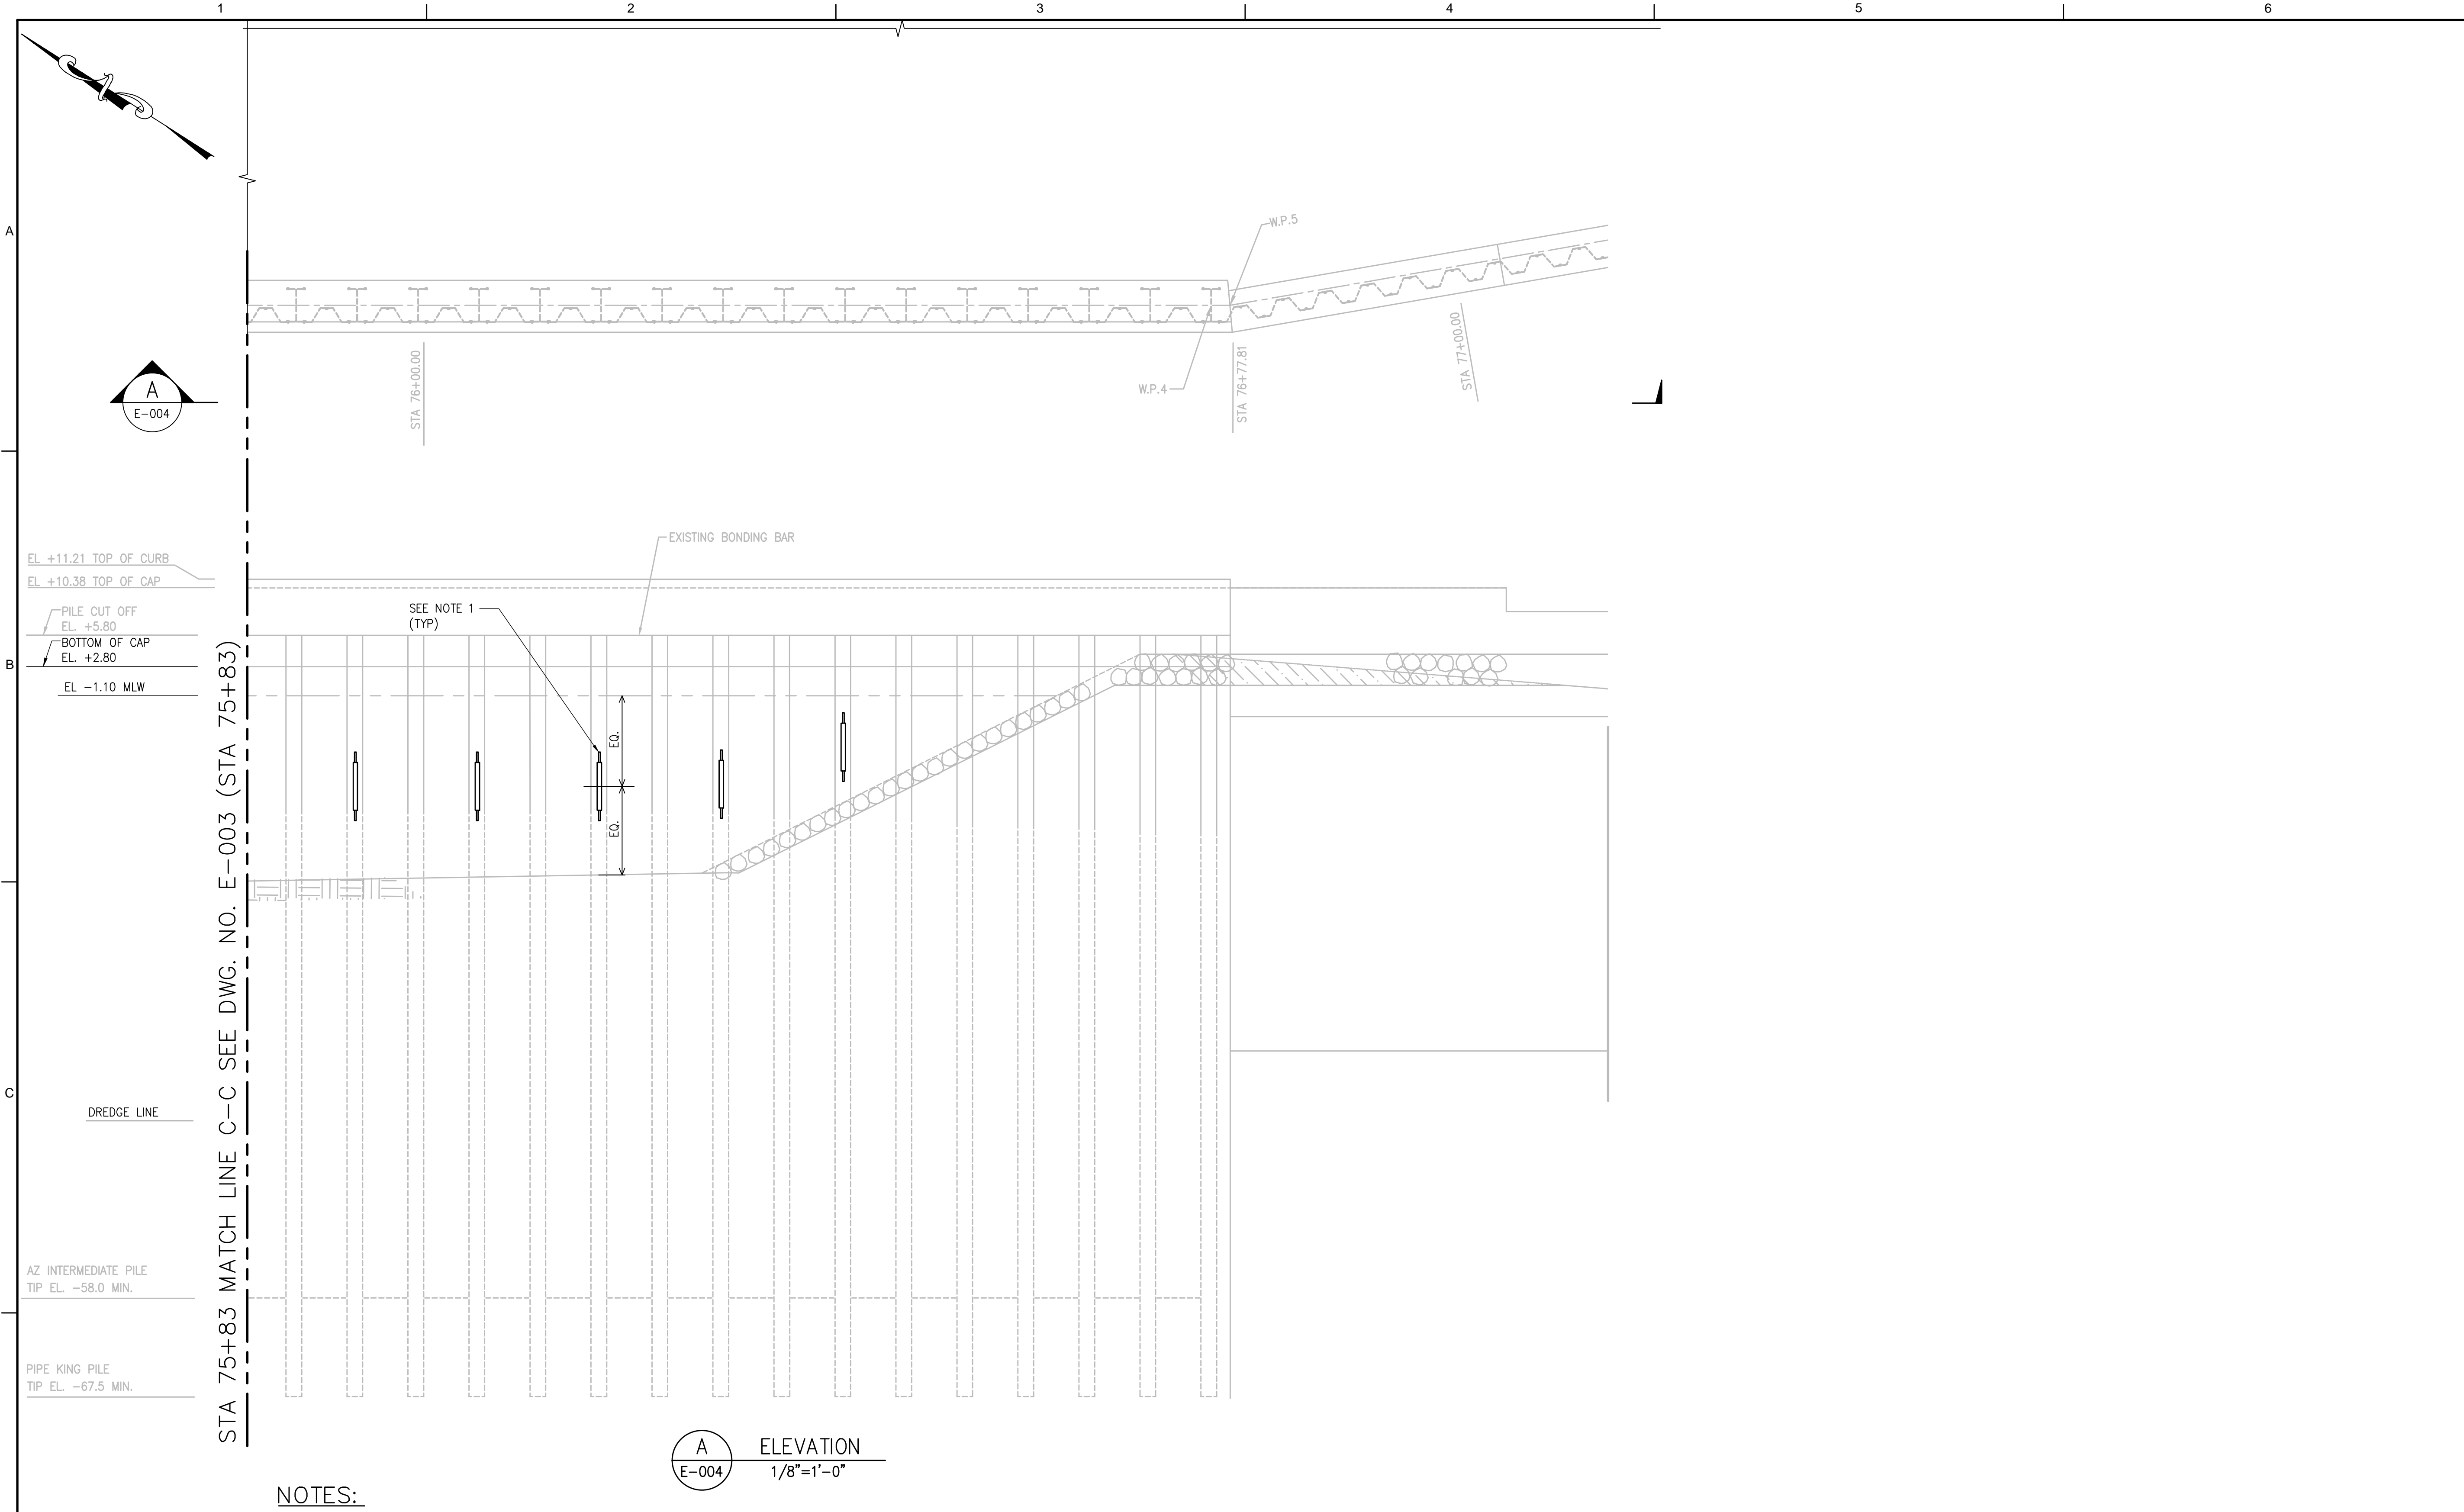 1 2 3 4 5 6
A
W.P.5
A
E-004
STA 76+00.00
W.P.4
STA 76+77.81
STA 77+00.00
EXISTING BONDING BAR
EL +11.21 TOP OF CURB
EL +10.38 TOP OF CAP
PILE CUT OFF
EL. +5.80
SEE NOTE 1
(TYP)
B
BOTTOM OF CAP
EL. +2.80
EL -1.10 MLW
EQ.
EQ.
STA 75+83 MATCH LINE C-C SEE DWG. NO. E-003 (STA 75+83)
C
DREDGE LINE
AZ INTERMEDIATE PILE
TIP EL. -58.0 MIN.
PIPE KING PILE
TIP EL. -67.5 MIN.
A
E-004
ELEVATION
1/8"=1'-0"
NOTES: